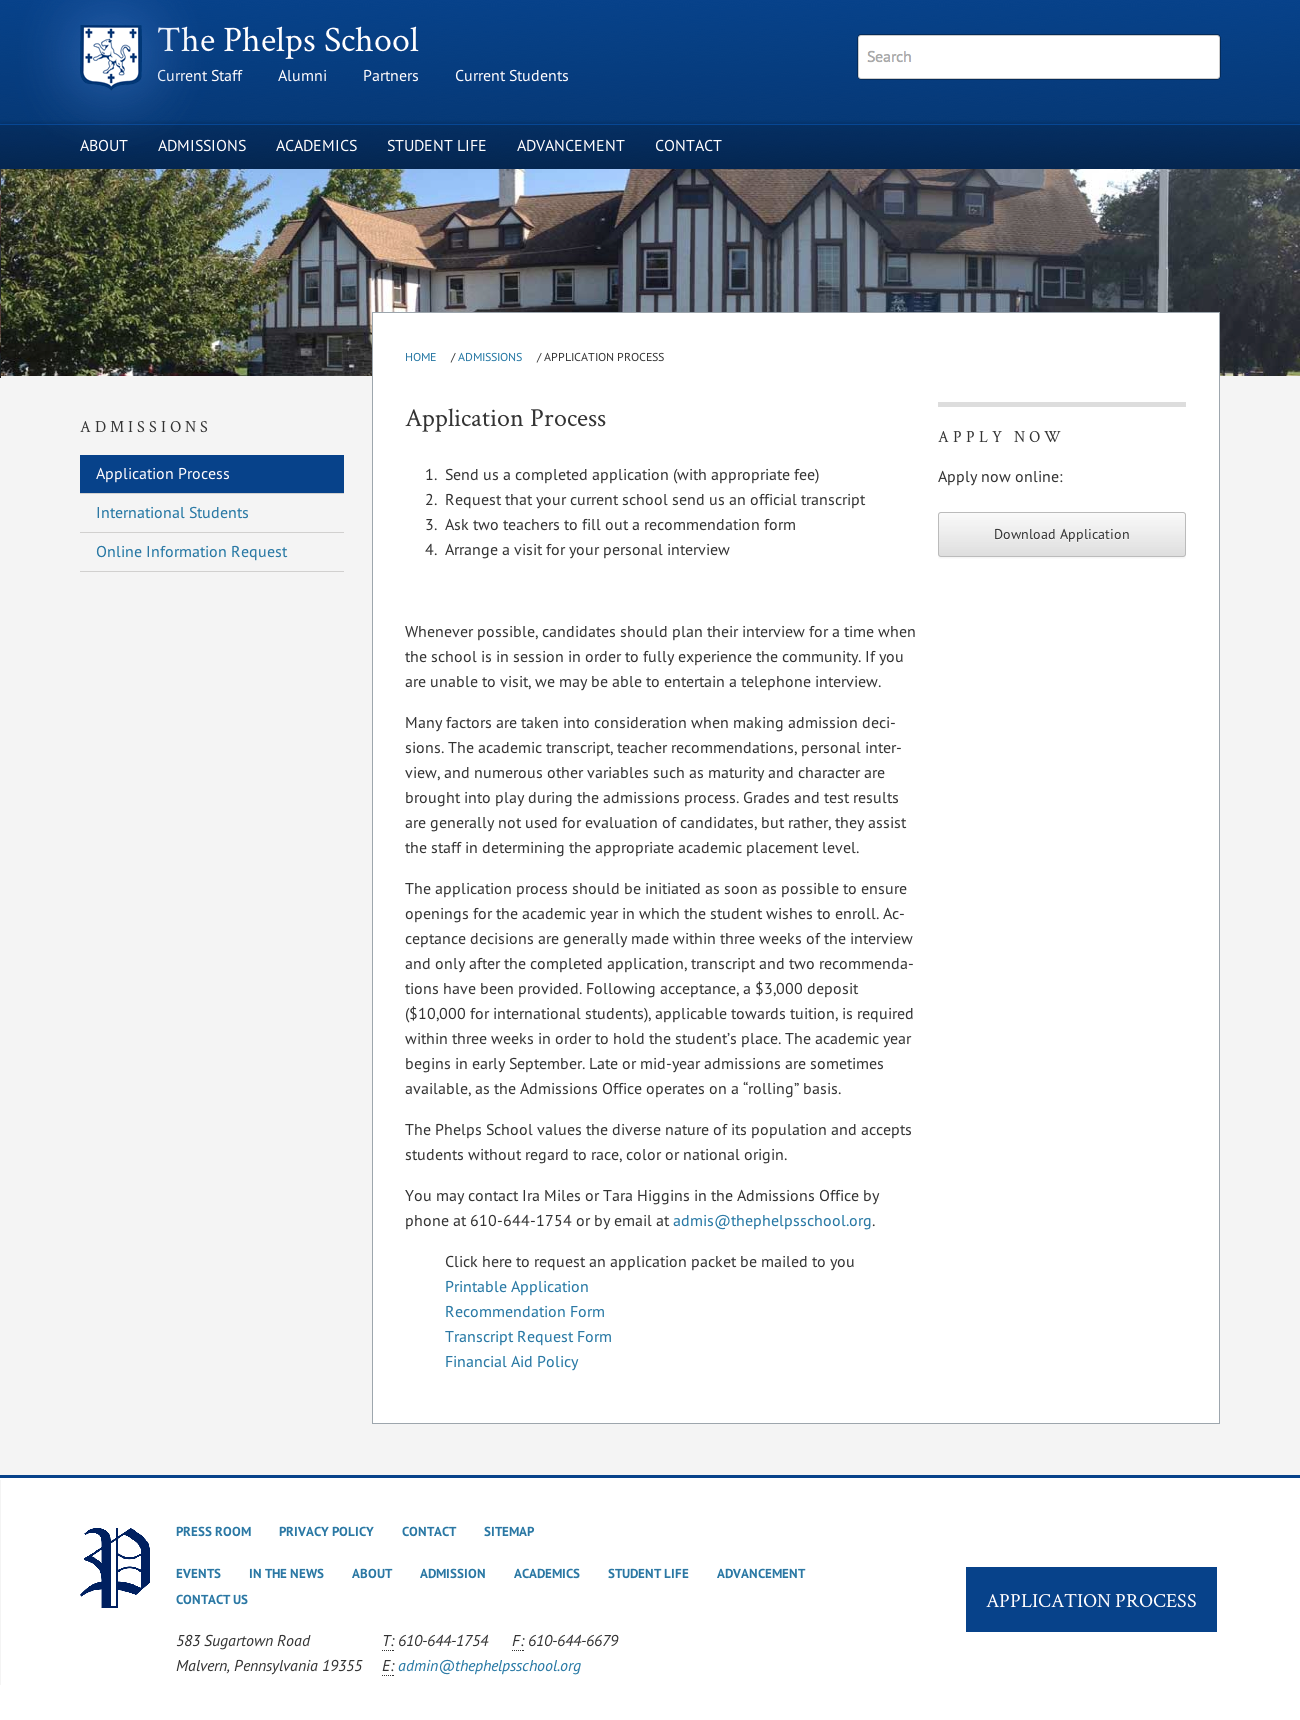 The Phelps School
Current Staff Alumni Partners Current Students
Search
ABOUT ADMISSIONS ACADEMICS STUDENT LIFE ADVANCEMENT CONTACT
HOME / ADMISSIONS / APPLICATION PROCESS
ADMISSIONS
Application Process
International Students
Online Information Request
Application Process
1. Send us a completed application (with appropriate fee)
2. Request that your current school send us an official transcript
3. Ask two teachers to fill out a recommendation form
4. Arrange a visit for your personal interview
Whenever possible, candidates should plan their interview for a time when
the school is in session in order to fully experience the community. If you
are unable to visit, we may be able to entertain a telephone interview.
Many factors are taken into consideration when making admission deci-
sions. The academic transcript, teacher recommendations, personal inter-
view, and numerous other variables such as maturity and character are
brought into play during the admissions process. Grades and test results
are generally not used for evaluation of candidates, but rather, they assist
the staff in determining the appropriate academic placement level.
The application process should be initiated as soon as possible to ensure
openings for the academic year in which the student wishes to enroll. Ac-
ceptance decisions are generally made within three weeks of the interview
and only after the completed application, transcript and two recommenda-
tions have been provided. Following acceptance, a $3,000 deposit
($10,000 for international students), applicable towards tuition, is required
within three weeks in order to hold the student’s place. The academic year
begins in early September. Late or mid-year admissions are sometimes
available, as the Admissions Office operates on a “rolling” basis.
The Phelps School values the diverse nature of its population and accepts
students without regard to race, color or national origin.
You may contact Ira Miles or Tara Higgins in the Admissions Office by
phone at 610-644-1754 or by email at admis@thephelpsschool.org.
Click here to request an application packet be mailed to you
Printable Application
Recommendation Form
Transcript Request Form
Financial Aid Policy
APPLY NOW
Apply now online:
Download Application
P
PRESS ROOM PRIVACY POLICY CONTACT SITEMAP
EVENTS IN THE NEWS ABOUT ADMISSION ACADEMICS STUDENT LIFE ADVANCEMENT
CONTACT US
583 Sugartown Road T: 610-644-1754 F: 610-644-6679
Malvern, Pennsylvania 19355 E: admin@thephelpsschool.org
APPLICATION PROCESS